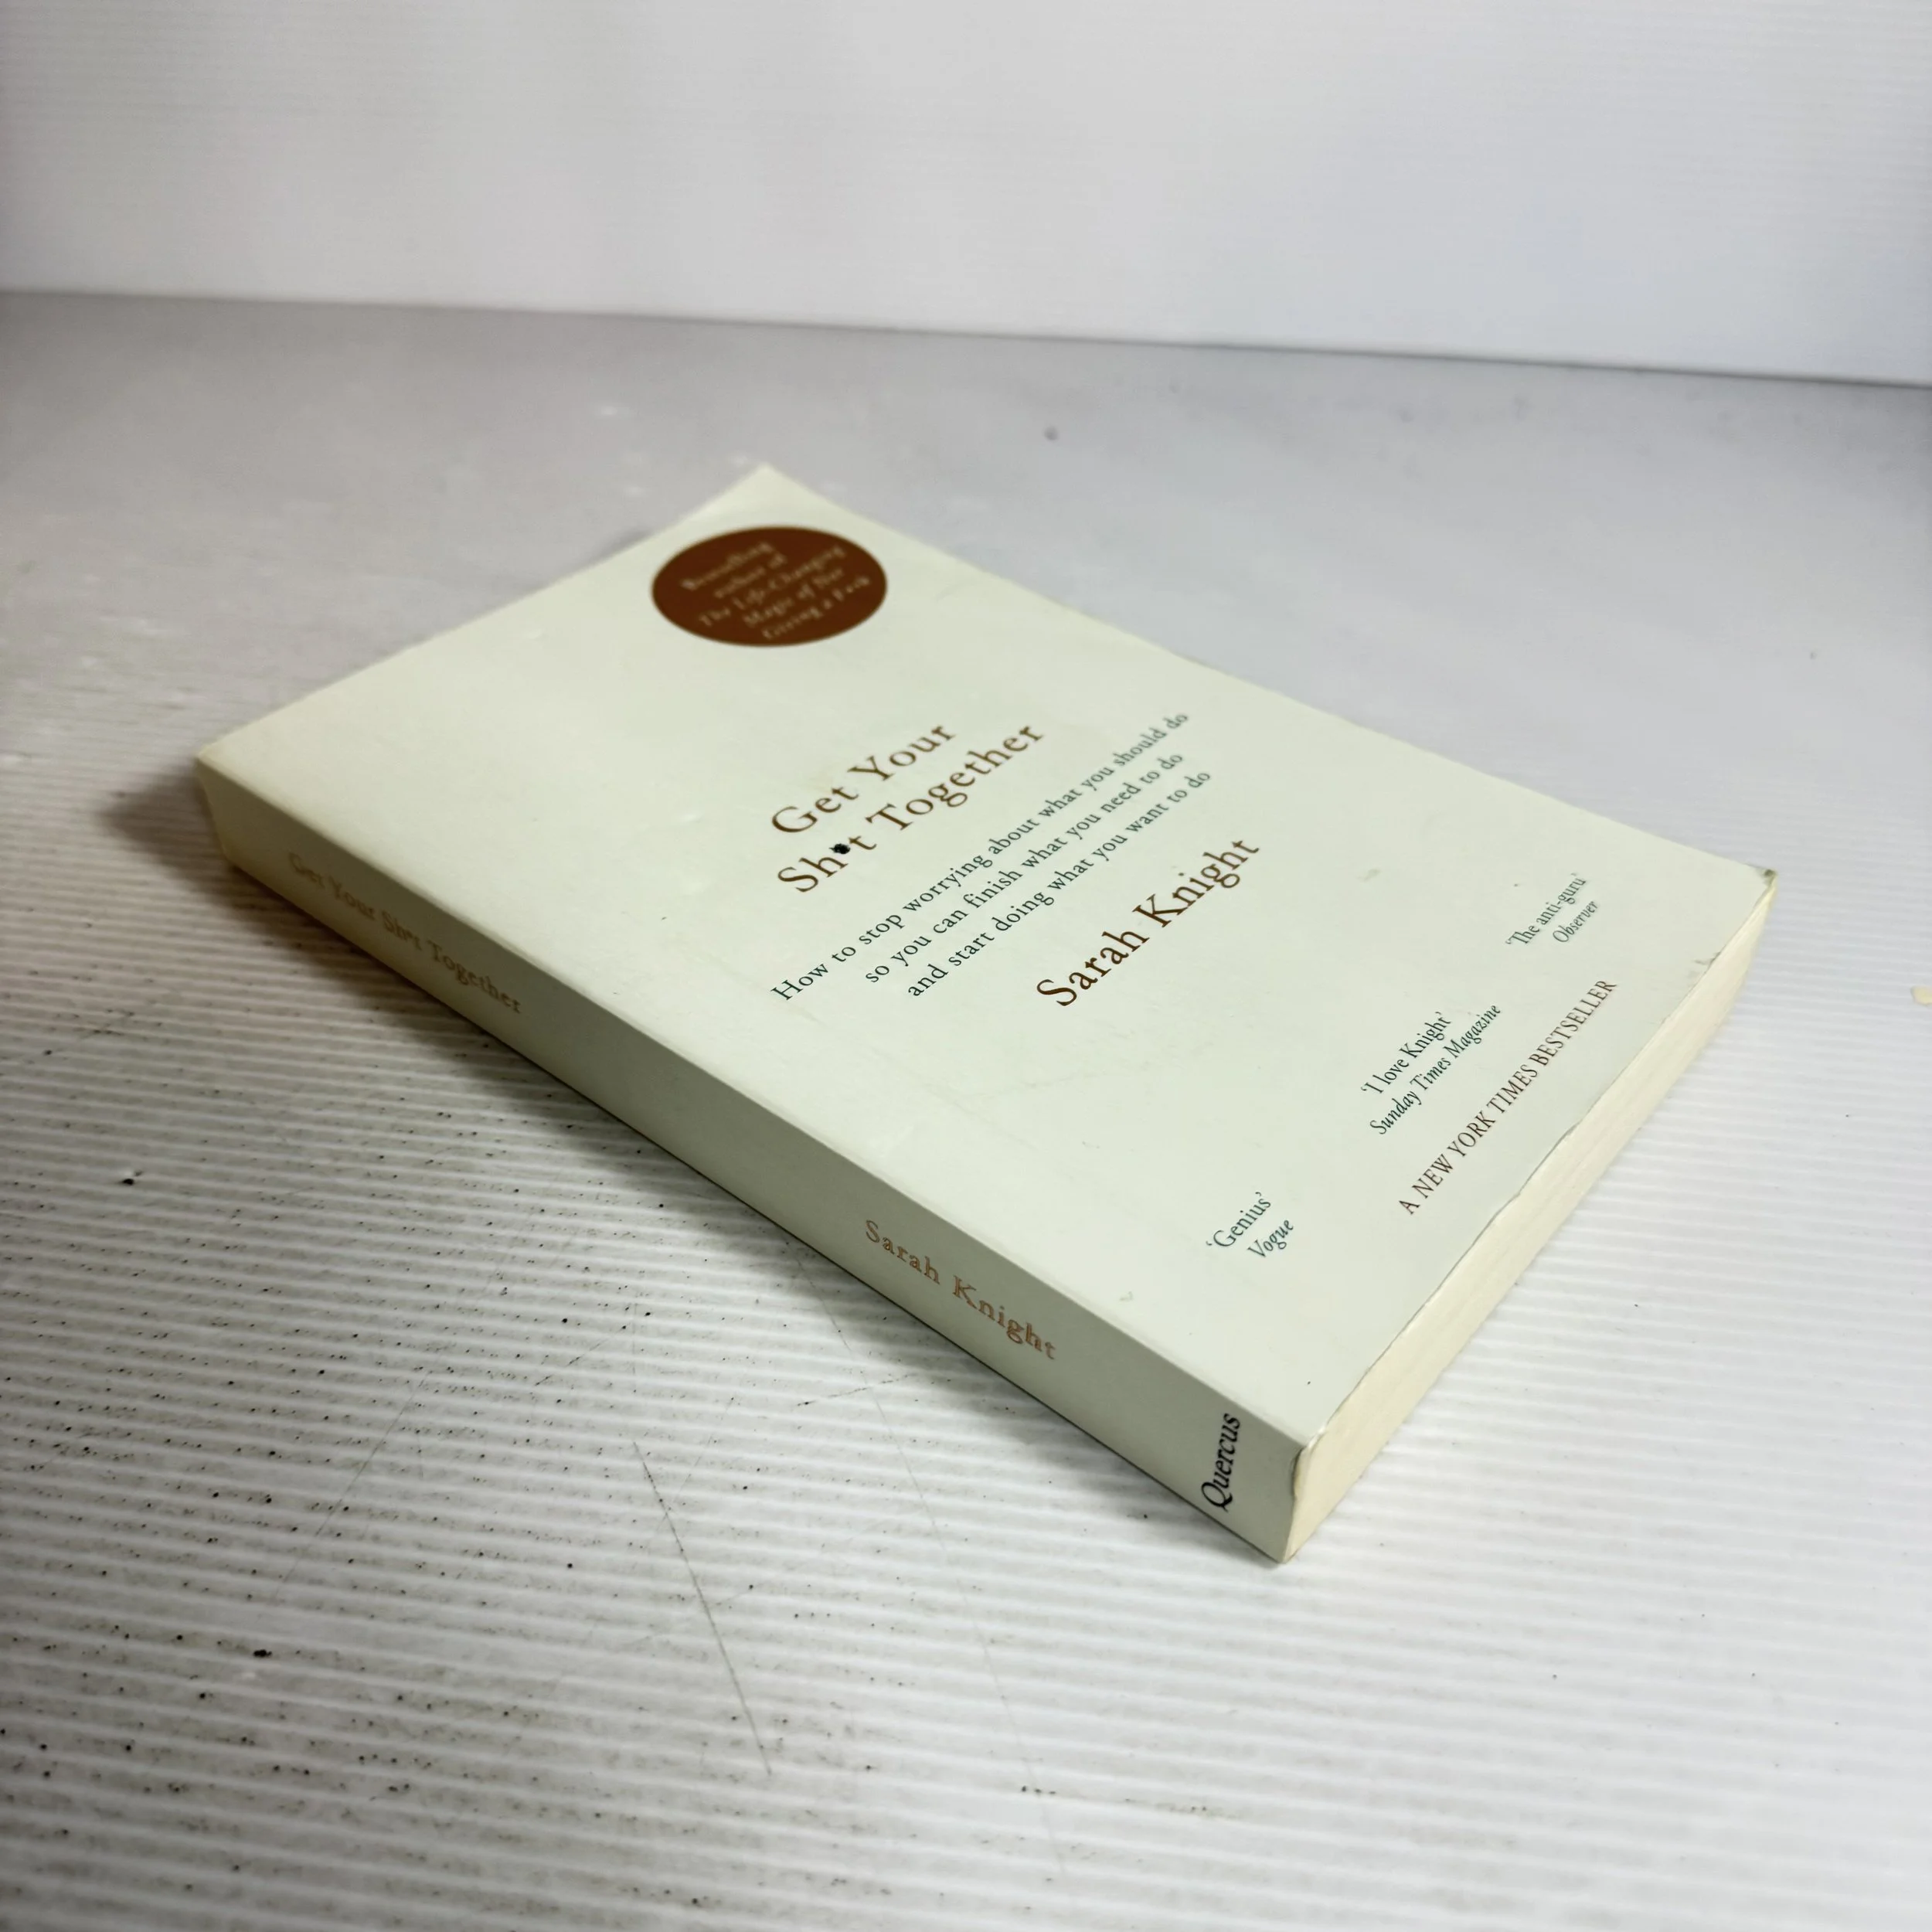 Bestselling
author of
The Life-Changing
Magic of Not
Giving a F**k
Get Your
Sh•t Together
How to stop worrying about what you should do
so you can finish what you need to do
and start doing what you want to do
Sarah Knight
'The anti-guru'
Observer
'I love Knight'
Sunday Times Magazine
'Genius'
Vogue
A NEW YORK TIMES BESTSELLER
Get Your Sh*t Together
Sarah Knight
Quercus